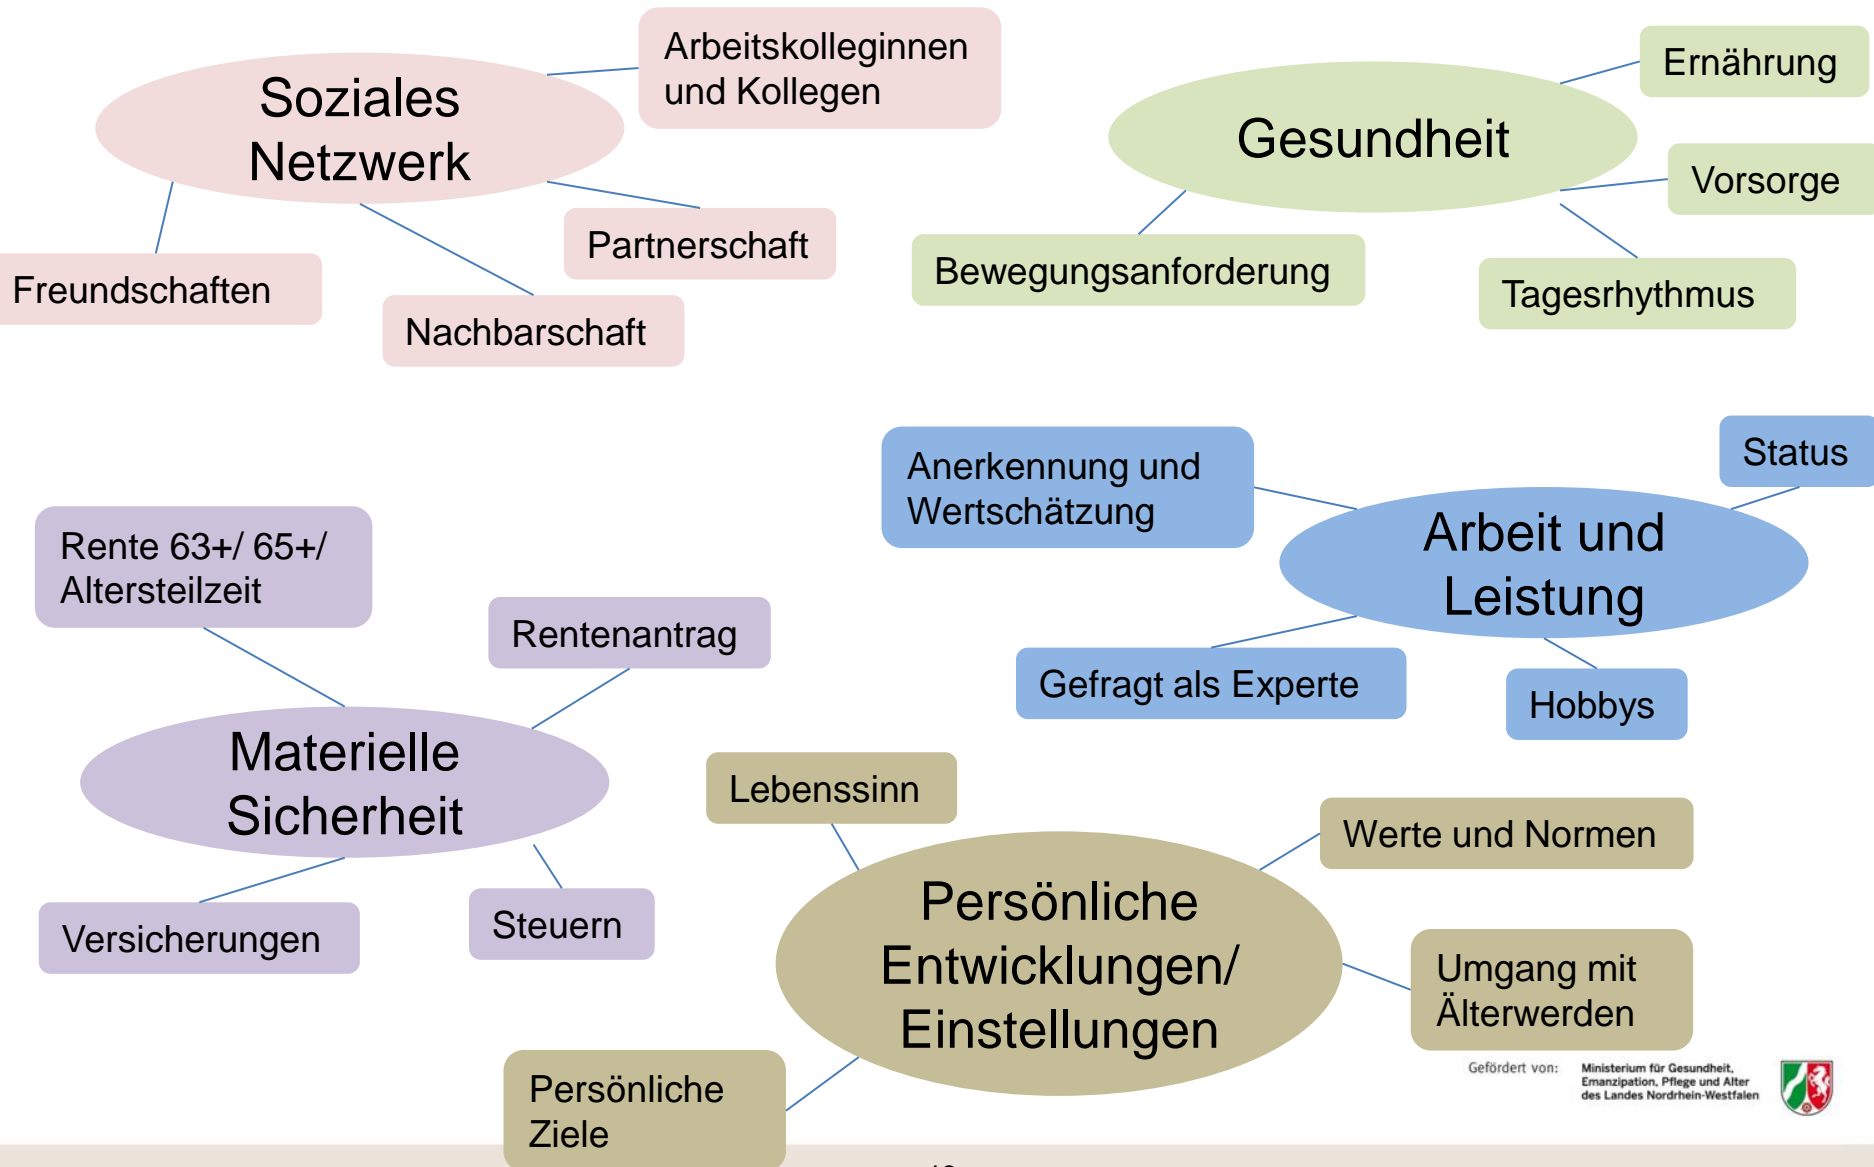 Soziales
Netzwerk
Arbeitskolleginnen
und Kollegen
Partnerschaft
Nachbarschaft
Freundschaften
Gesundheit
Ernährung
Vorsorge
Tagesrhythmus
Bewegungsanforderung
Anerkennung und
Wertschätzung
Status
Arbeit und
Leistung
Gefragt als Experte
Hobbys
Rente 63+/ 65+/
Altersteilzeit
Rentenantrag
Materielle
Sicherheit
Versicherungen
Steuern
Lebenssinn
Werte und Normen
Persönliche
Entwicklungen/
Einstellungen
Umgang mit
Älterwerden
Persönliche
Ziele
Gefördert von:
Ministerium für Gesundheit,
Emanzipation, Pflege und Alter
des Landes Nordrhein-Westfalen